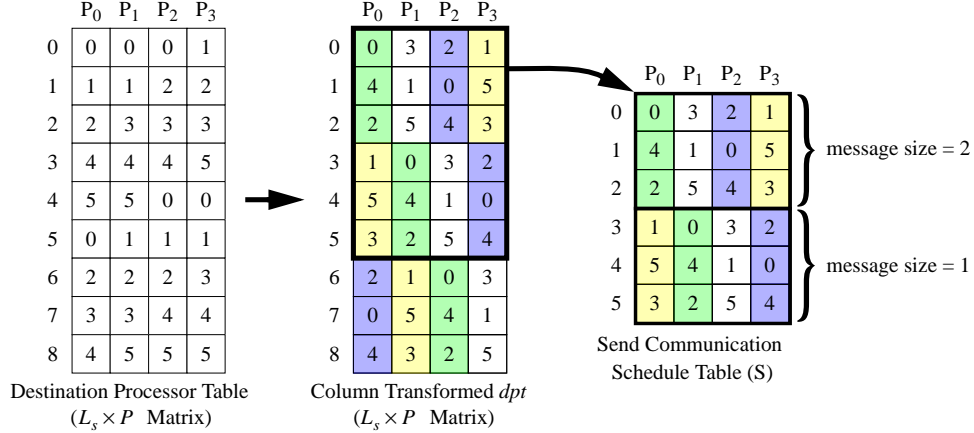 P0 P1 P2 P3
0 0 0 0 1
1 1 1 2 2
2 2 3 3 3
3 4 4 4 5
4 5 5 0 0
5 0 1 1 1
6 2 2 2 3
7 3 3 4 4
8 4 5 5 5
Destination Processor Table
(Ls × P Matrix)
P0 P1 P2 P3
0 0 3 2 1
1 4 1 0 5
2 2 5 4 3
3 1 0 3 2
4 5 4 1 0
5 3 2 5 4
6 2 1 0 3
7 0 5 4 1
8 4 3 2 5
Column Transformed dpt
(Ls × P Matrix)
P0 P1 P2 P3
0 0 3 2 1
1 4 1 0 5
2 2 5 4 3
3 1 0 3 2
4 5 4 1 0
5 3 2 5 4
message size = 2
message size = 1
Send Communication
Schedule Table (S)